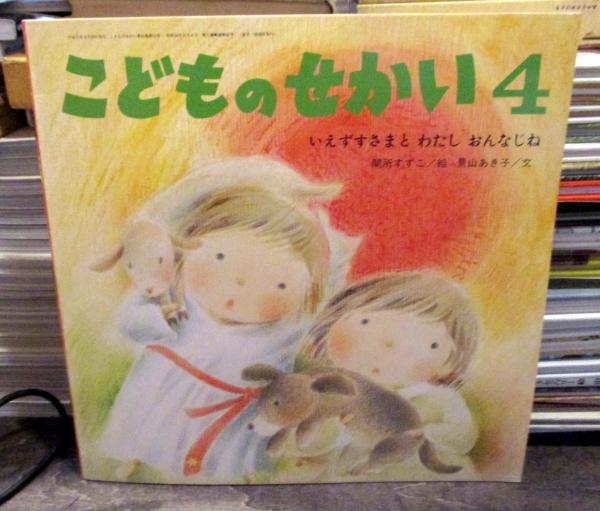 こどものせかい4
いえずすさまと わたし おんなじね
関所すずこ／絵 景山あき子／文